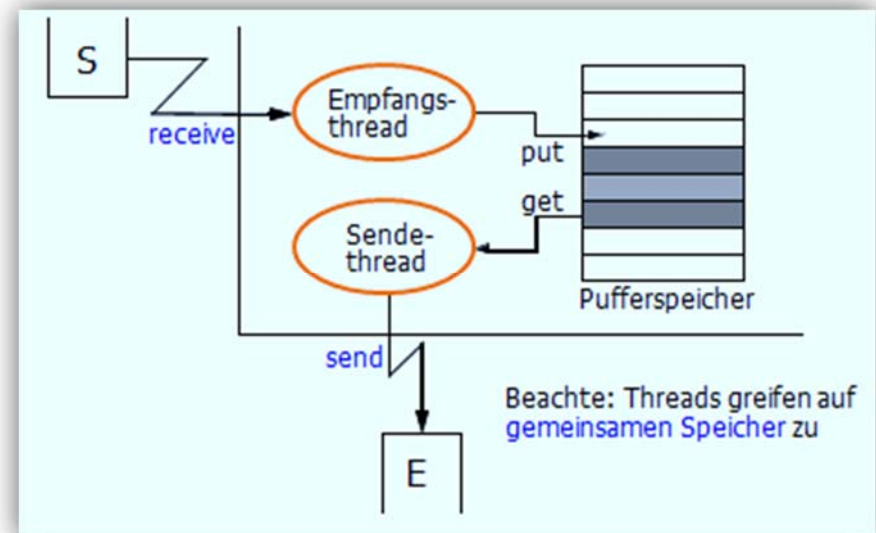 S
receive
Empfangs-
thread
put
get
Sende-
thread
Pufferspeicher
send
Beachte: Threads greifen auf
gemeinsamen Speicher zu
E